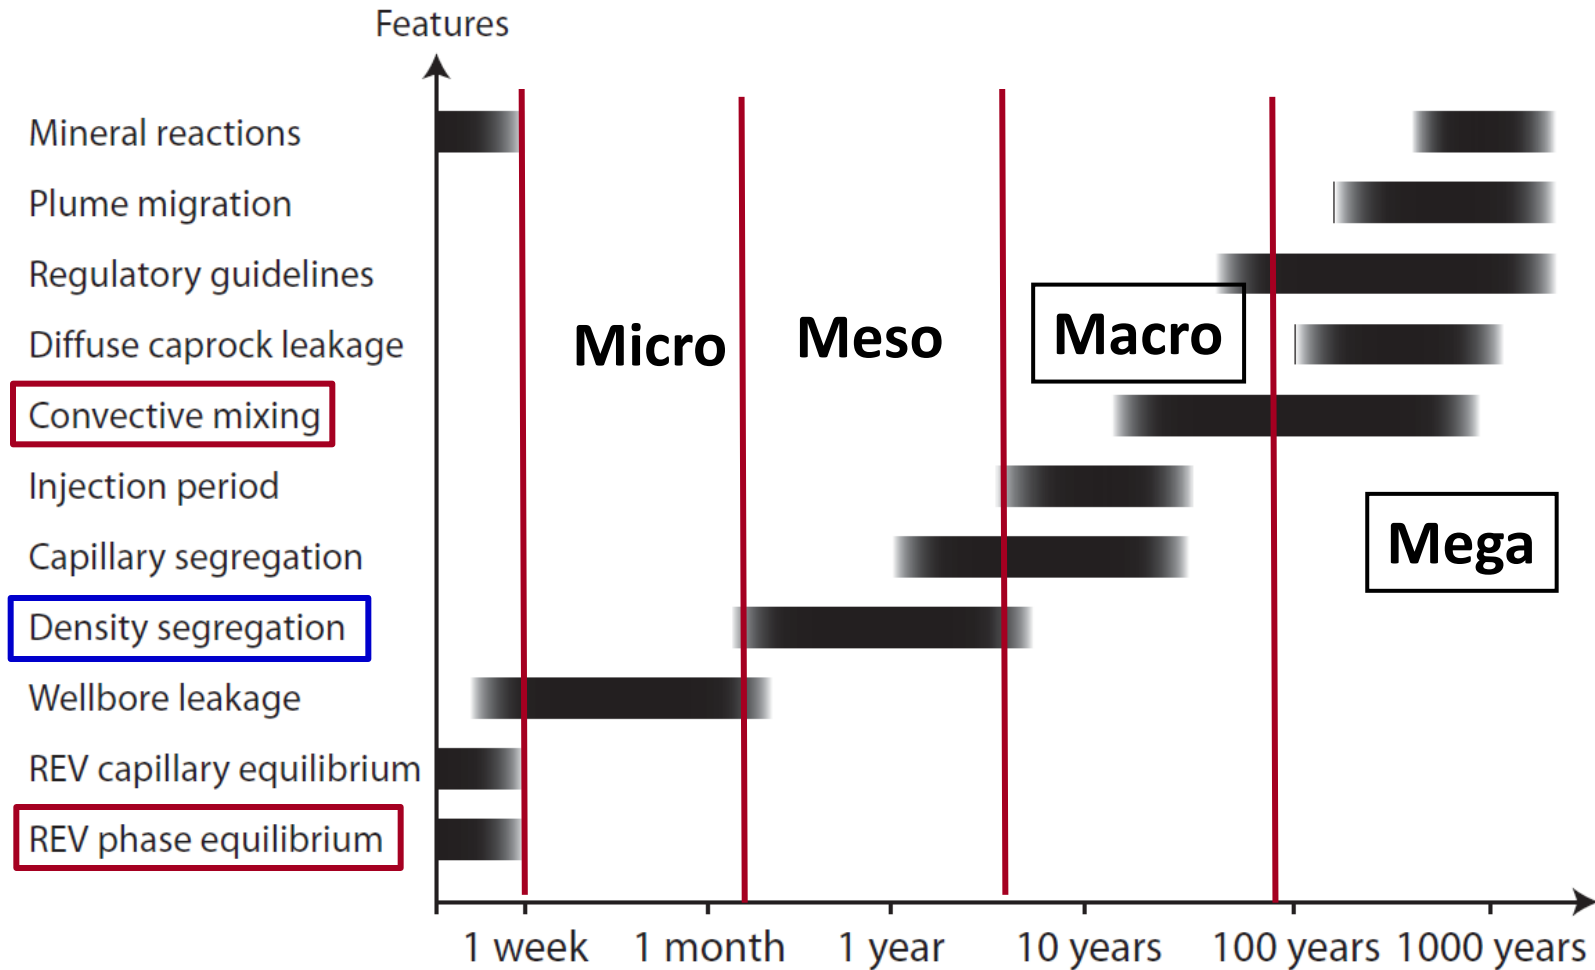 Features
Mineral reactions
Plume migration
Regulatory guidelines
Diffuse caprock leakage
Convective mixing
Injection period
Capillary segregation
Density segregation
Wellbore leakage
REV capillary equilibrium
REV phase equilibrium
Micro
Meso
Macro
Mega
1 week
1 month
1 year
10 years
100 years
1000 years